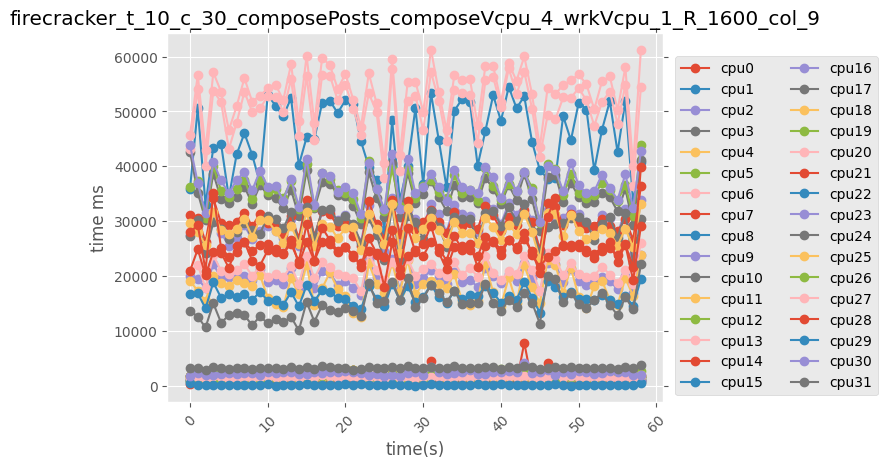 firecracker_t_10_c_30_composePosts_composeVcpu_4_wrkVcpu_1_R_1600_col_9
time ms
60000
50000
40000
30000
20000
10000
0
0
10
20
30
40
50
60
time(s)
cpu0
cpu1
cpu2
cpu3
cpu4
cpu5
cpu6
cpu7
cpu8
cpu9
cpu10
cpu11
cpu12
cpu13
cpu14
cpu15
cpu16
cpu17
cpu18
cpu19
cpu20
cpu21
cpu22
cpu23
cpu24
cpu25
cpu26
cpu27
cpu28
cpu29
cpu30
cpu31